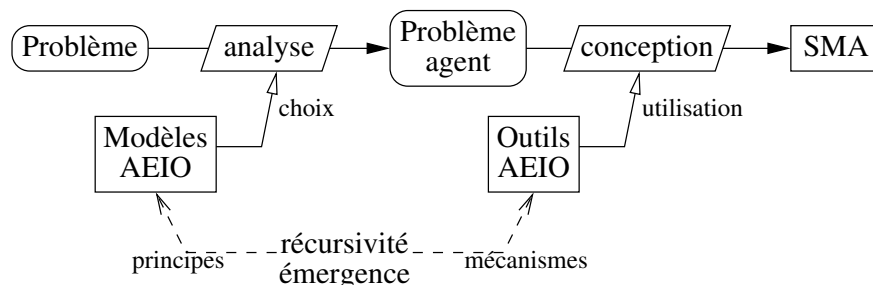 Problème
analyse
Problème
agent
conception
SMA
choix
utilisation
Modèles
AEIO
Outils
AEIO
principes
récursivité
émergence
mécanismes